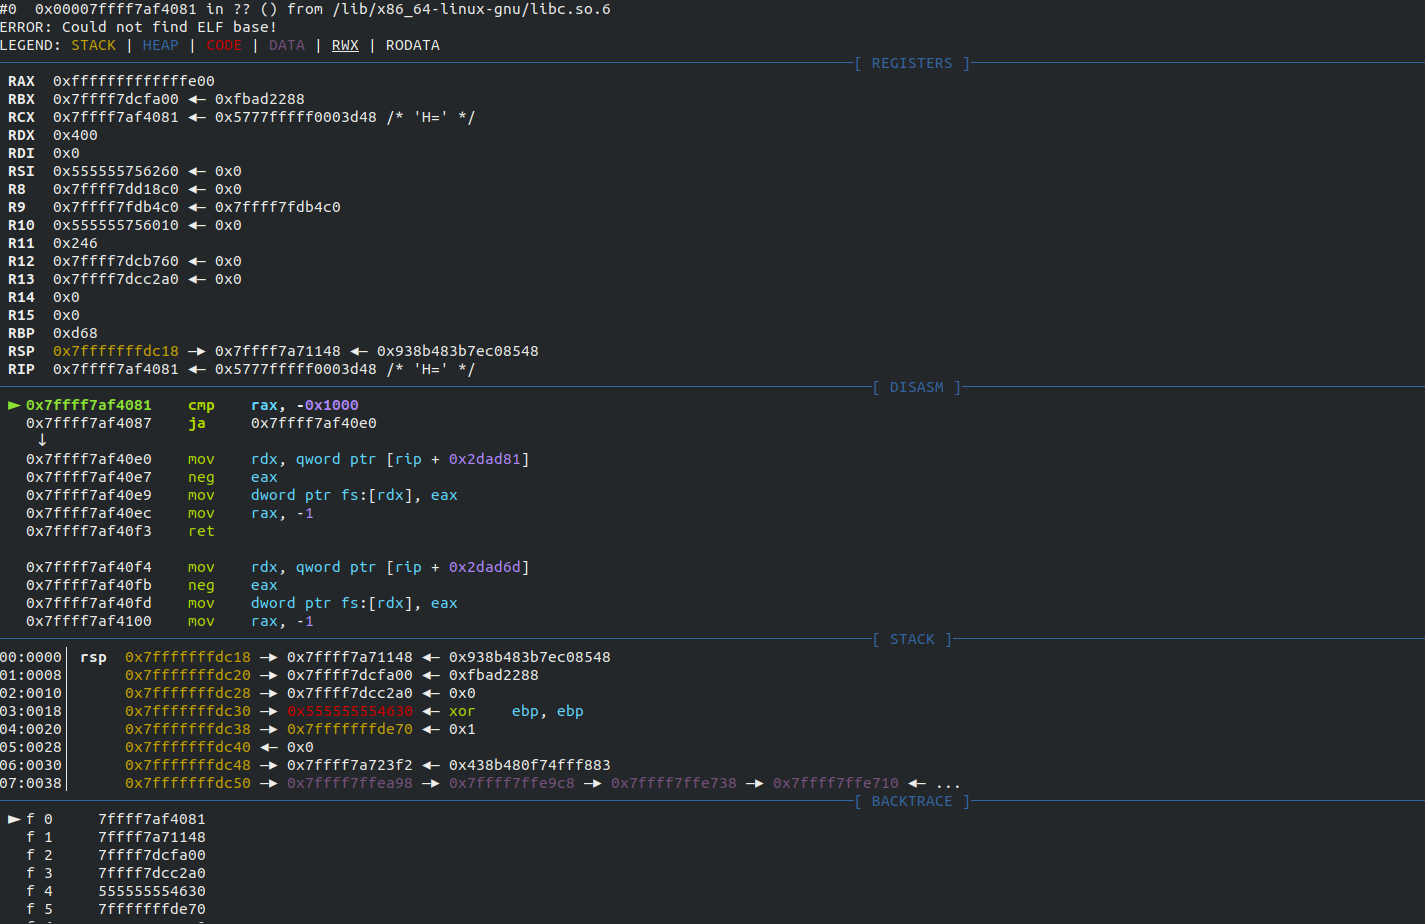 #0  0x00007ffff7af4081 in ?? () from /lib/x86_64-linux-gnu/libc.so.6
ERROR: Could not find ELF base!
LEGEND: STACK | HEAP | CODE | DATA | RWX | RODATA
[ REGISTERS ]
RAX  0xfffffffffffffe00
RBX  0x7ffff7dcfa00 ◄— 0xfbad2288
RCX  0x7ffff7af4081 ◄— 0x5777fffff0003d48 /* 'H=' */
RDX  0x400
RDI  0x0
RSI  0x555555756260 ◄— 0x0
R8   0x7ffff7dd18c0 ◄— 0x0
R9   0x7ffff7fdb4c0 ◄— 0x7ffff7fdb4c0
R10  0x555555756010 ◄— 0x0
R11  0x246
R12  0x7ffff7dcb760 ◄— 0x0
R13  0x7ffff7dcc2a0 ◄— 0x0
R14  0x0
R15  0x0
RBP  0xd68
RSP  0x7fffffffdc18 —► 0x7ffff7a71148 ◄— 0x938b483b7ec08548
RIP  0x7ffff7af4081 ◄— 0x5777fffff0003d48 /* 'H=' */
[ DISASM ]
► 0x7ffff7af4081    cmp    rax, -0x1000
0x7ffff7af4087    ja     0x7ffff7af40e0
↓
0x7ffff7af40e0    mov    rdx, qword ptr [rip + 0x2dad81]
0x7ffff7af40e7    neg    eax
0x7ffff7af40e9    mov    dword ptr fs:[rdx], eax
0x7ffff7af40ec    mov    rax, -1
0x7ffff7af40f3    ret
0x7ffff7af40f4    mov    rdx, qword ptr [rip + 0x2dad6d]
0x7ffff7af40fb    neg    eax
0x7ffff7af40fd    mov    dword ptr fs:[rdx], eax
0x7ffff7af4100    mov    rax, -1
[ STACK ]
00:0000│ rsp  0x7fffffffdc18 —► 0x7ffff7a71148 ◄— 0x938b483b7ec08548
01:0008│      0x7fffffffdc20 —► 0x7ffff7dcfa00 ◄— 0xfbad2288
02:0010│      0x7fffffffdc28 —► 0x7ffff7dcc2a0 ◄— 0x0
03:0018│      0x7fffffffdc30 —► 0x555555554630 ◄— xor    ebp, ebp
04:0020│      0x7fffffffdc38 —► 0x7fffffffde70 ◄— 0x1
05:0028│      0x7fffffffdc40 ◄— 0x0
06:0030│      0x7fffffffdc48 —► 0x7ffff7a723f2 ◄— 0x438b480f74fff883
07:0038│      0x7fffffffdc50 —► 0x7ffff7ffea98 —► 0x7ffff7ffe9c8 —► 0x7ffff7ffe738 —► 0x7ffff7ffe710 ◄— ...
[ BACKTRACE ]
► f 0     7ffff7af4081
f 1     7ffff7a71148
f 2     7ffff7dcfa00
f 3     7ffff7dcc2a0
f 4     555555554630
f 5     7fffffffde70